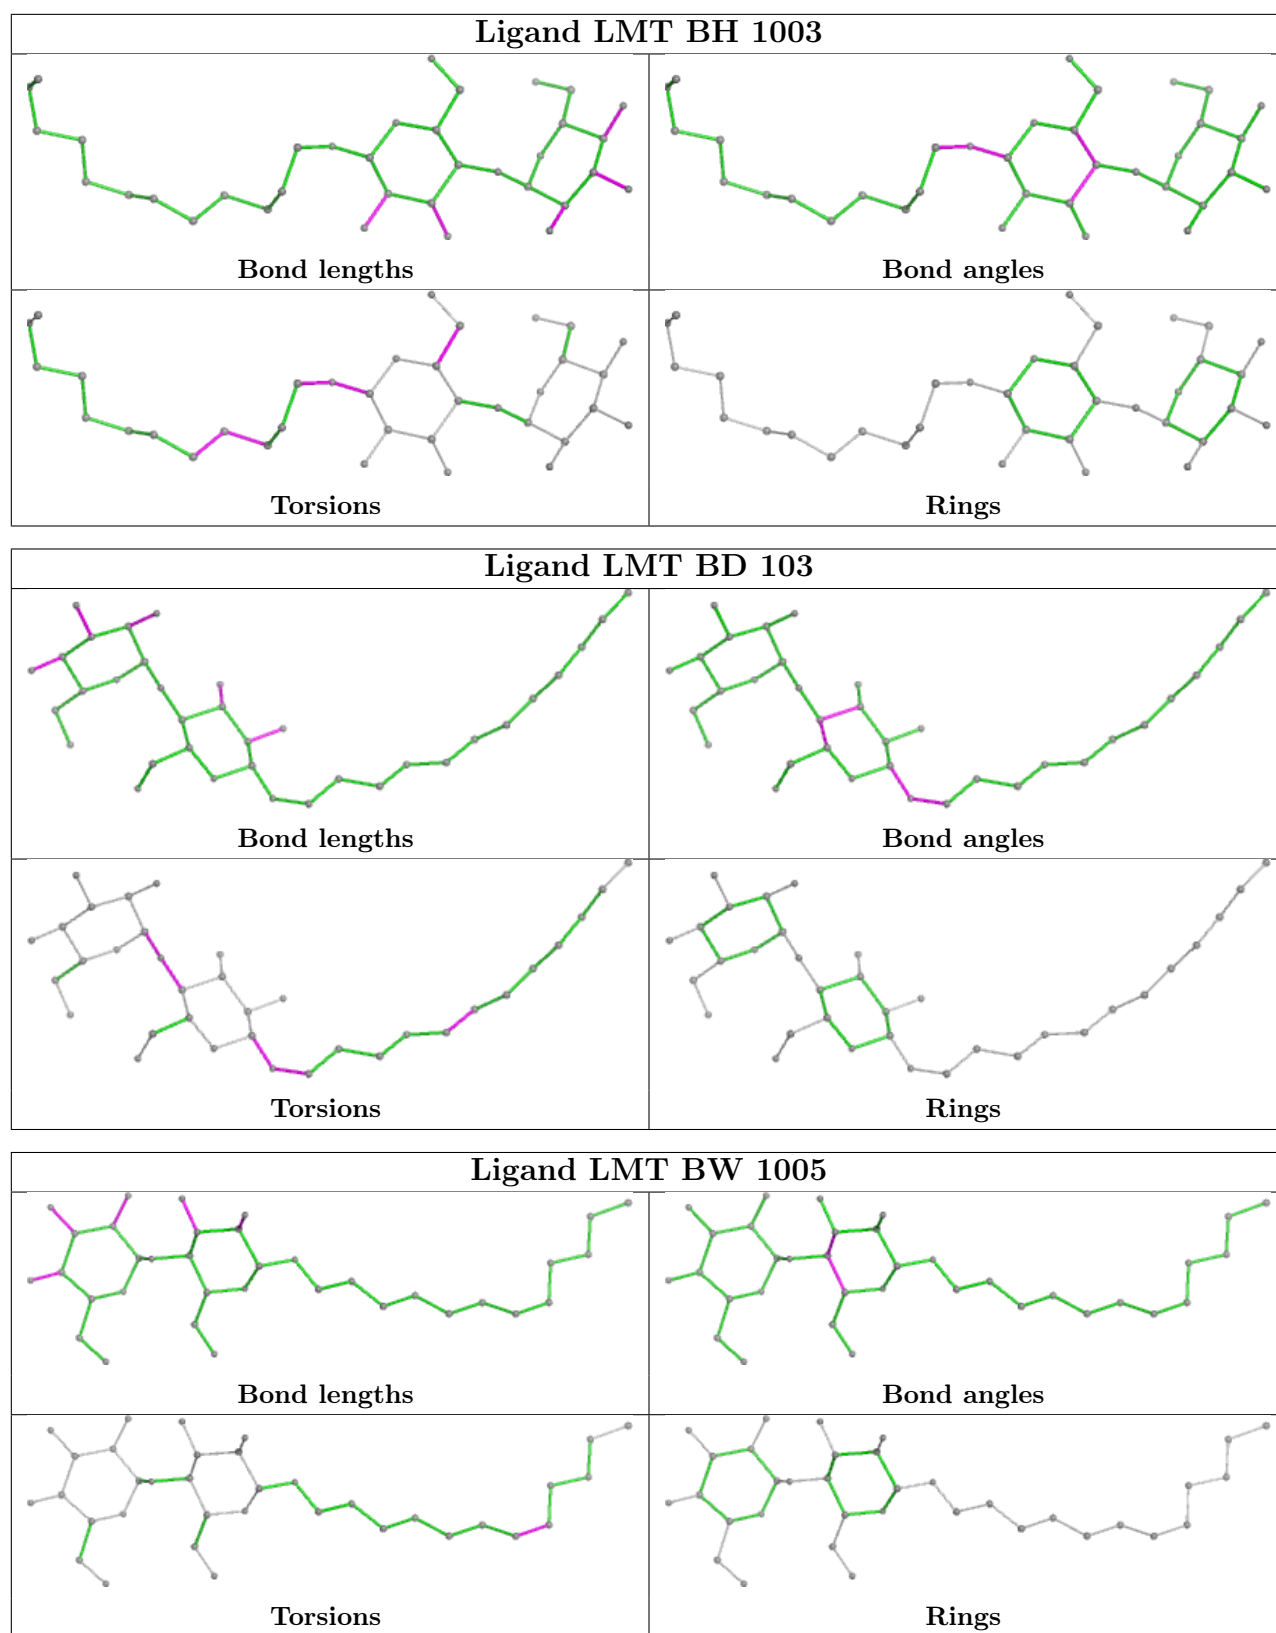 Ligand LMT BH 1003
Bond lengths
Bond angles
Torsions
Rings
Ligand LMT BD 103
Bond lengths
Bond angles
Torsions
Rings
Ligand LMT BW 1005
Bond lengths
Bond angles
Torsions
Rings